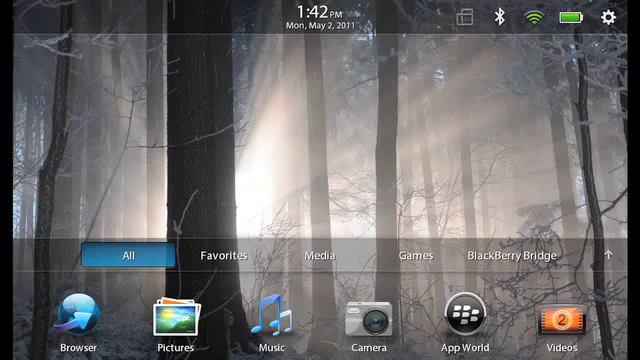 1:42 PM
Mon, May 2, 2011
All Favorites Media Games BlackBerry Bridge
2
Browser Pictures Music Camera App World Videos